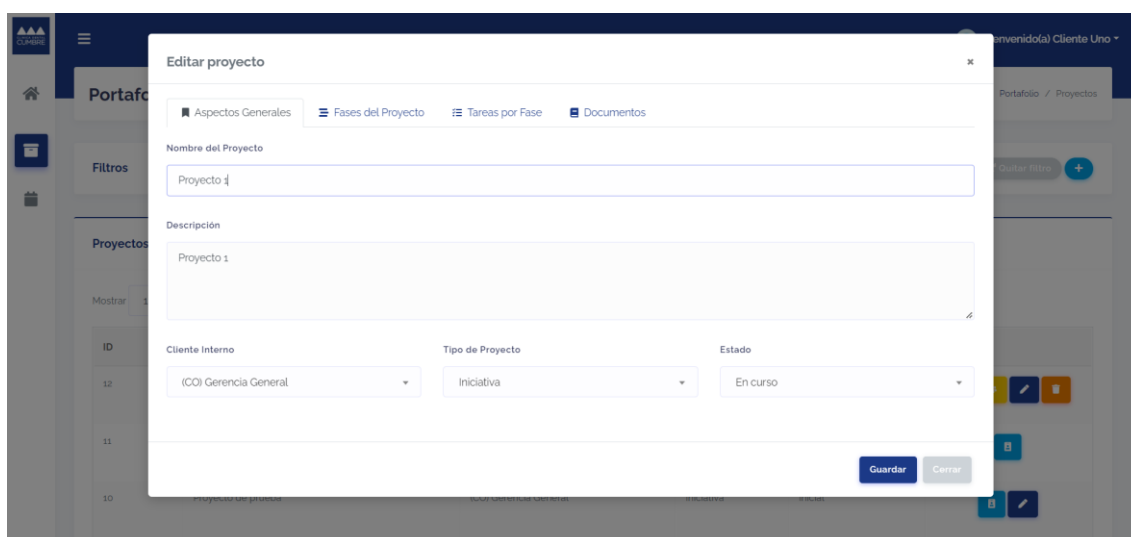 CUMBRE
envenido(a) Cliente Uno
Editar proyecto
Portafo
Portafolio / Proyectos
Aspectos Generales
Fases del Proyecto
Tareas por Fase
Documentos
Nombre del Proyecto
Filtros
Proyecto 1
Quitar filtro
Descripción
Proyectos
Proyecto 1
Mostrar 1
ID
Cliente Interno
Tipo de Proyecto
Estado
12
(CO) Gerencia General
Iniciativa
En curso
11
Guardar
Cerrar
10
Proyecto de prueba
(CO) Gerencia General
Iniciativa
Inicial